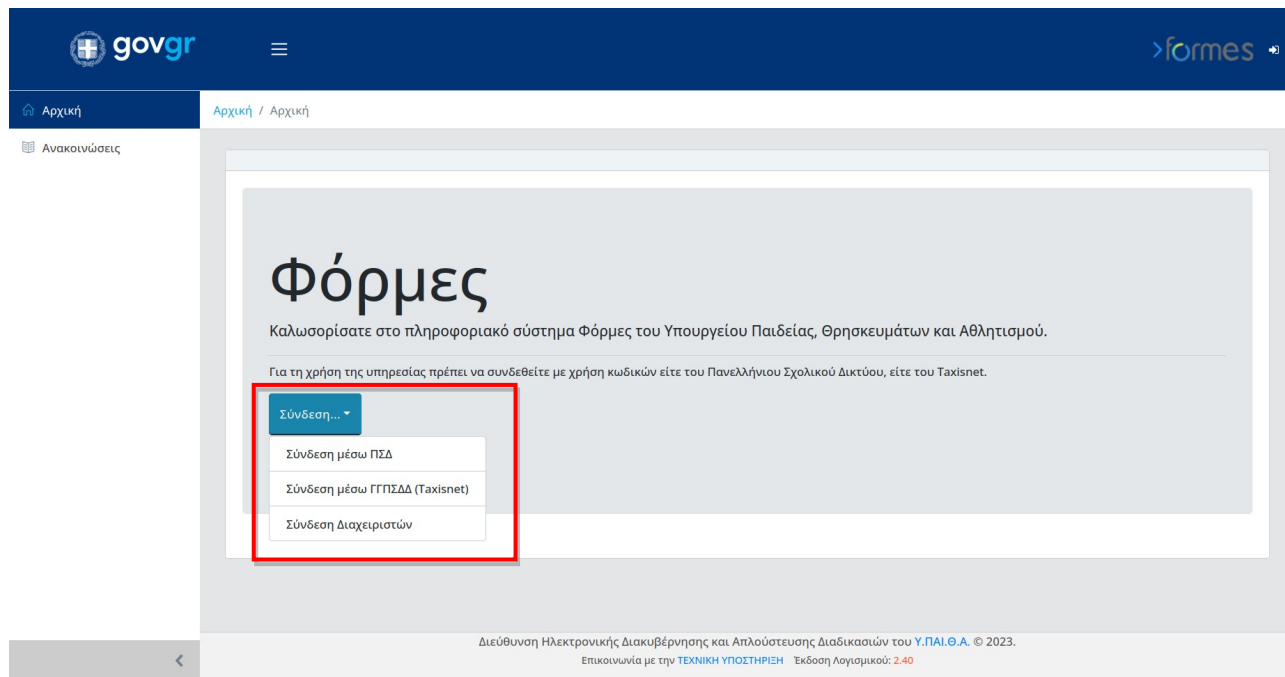 govgr
>formes
Αρχική
Αρχική / Αρχική
Ανακοινώσεις
Φόρμες
Καλωσορίσατε στο πληροφοριακό σύστημα Φόρμες του Υπουργείου Παιδείας, Θρησκευμάτων και Αθλητισμού.
Για τη χρήση της υπηρεσίας πρέπει να συνδεθείτε με χρήση κωδικών είτε του Πανελλήνιου Σχολικού Δικτύου, είτε του Taxisnet.
Σύνδεση...
Σύνδεση μέσω ΠΣΔ
Σύνδεση μέσω ΓΓΠΣΔΔ (Taxisnet)
Σύνδεση Διαχειριστών
Διεύθυνση Ηλεκτρονικής Διακυβέρνησης και Απλούστευσης Διαδικασιών του Υ.ΠΑΙ.Θ.Α. © 2023.
Επικοινωνία με την ΤΕΧΝΙΚΗ ΥΠΟΣΤΗΡΙΞΗ Έκδοση Λογισμικού: 2.40